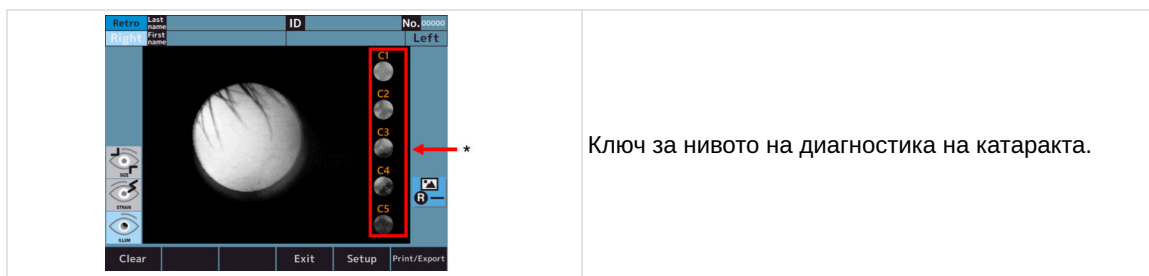 Retro Last name ID No. 00000
Right First name Left
C1
C2
C3
* 
C4
C5
SIZE
STRAIN
ILLUM
R
Clear Exit Setup Print/Export
Ключ за нивото на диагностика на катаракта.